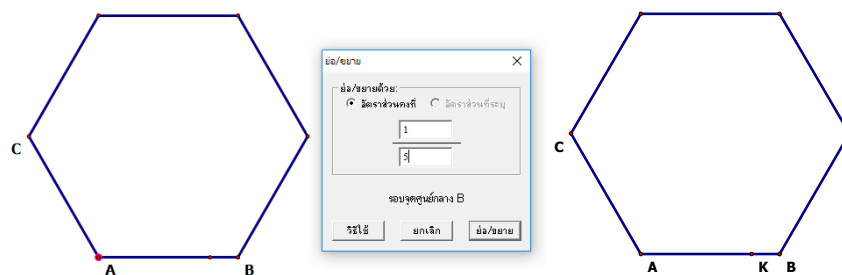 C
A
B
ย่อ/ขยาย
ย่อ/ขยายด้วย:
อัตราส่วนคงที่
อัตราส่วนที่ระบุ
1
5
รอบจุดศูนย์กลาง B
วิธีใช้
ยกเลิก
ย่อ/ขยาย
C
A
K
B